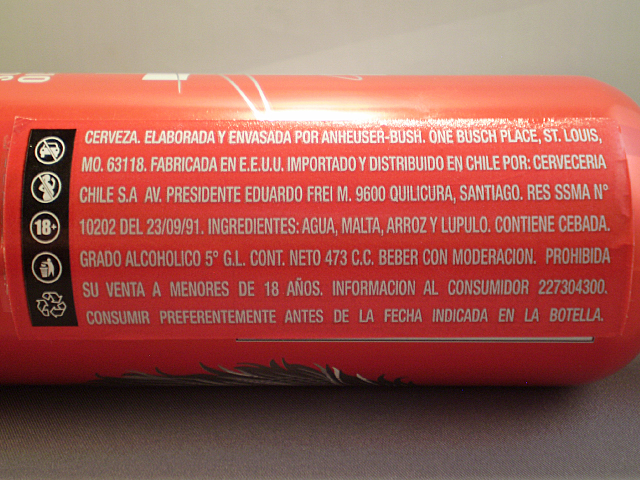 CERVEZA. ELABORADA Y ENVASADA POR ANHEUSER-BUSH. ONE BUSCH PLACE, ST. LOUIS,
MO. 63118. FABRICADA EN E.E.U.U. IMPORTADO Y DISTRIBUIDO EN CHILE POR: CERVECERIA
CHILE S.A AV. PRESIDENTE EDUARDO FREI M. 9600 QUILICURA, SANTIAGO. RES SSMA N°
18+
10202 DEL 23/09/91. INGREDIENTES: AGUA, MALTA, ARROZ Y LUPULO. CONTIENE CEBADA.
GRADO ALCOHOLICO 5° G.L. CONT. NETO 473 C.C. BEBER CON MODERACION. PROHIBIDA
SU VENTA A MENORES DE 18 AÑOS. INFORMACION AL CONSUMIDOR 227304300.
CONSUMIR PREFERENTEMENTE ANTES DE LA FECHA INDICADA EN LA BOTELLA.